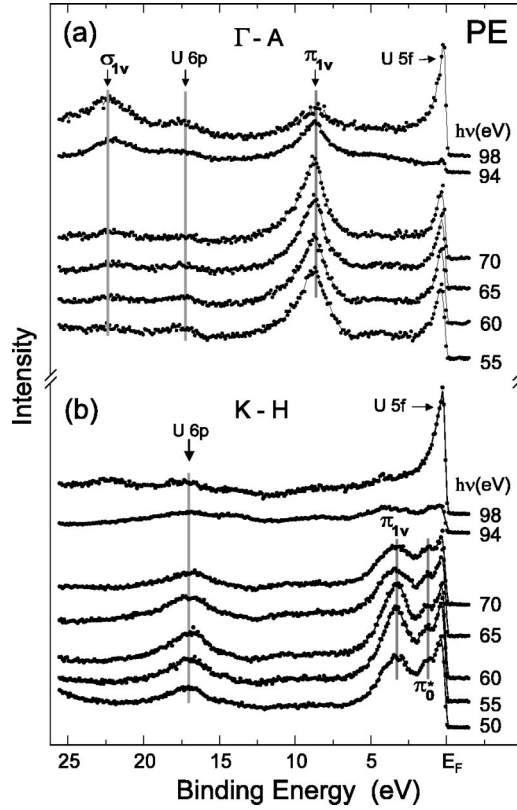 (a) Γ - A PE
σ1v U 6p π1v U 5f
hν(eV)
98
94
70
65
60
55
Intensity
(b) K - H
U 6p U 5f
hν(eV)
98
94
π1v
70
65
60
π0*
55
50
25 20 15 10 5 EF
Binding Energy (eV)